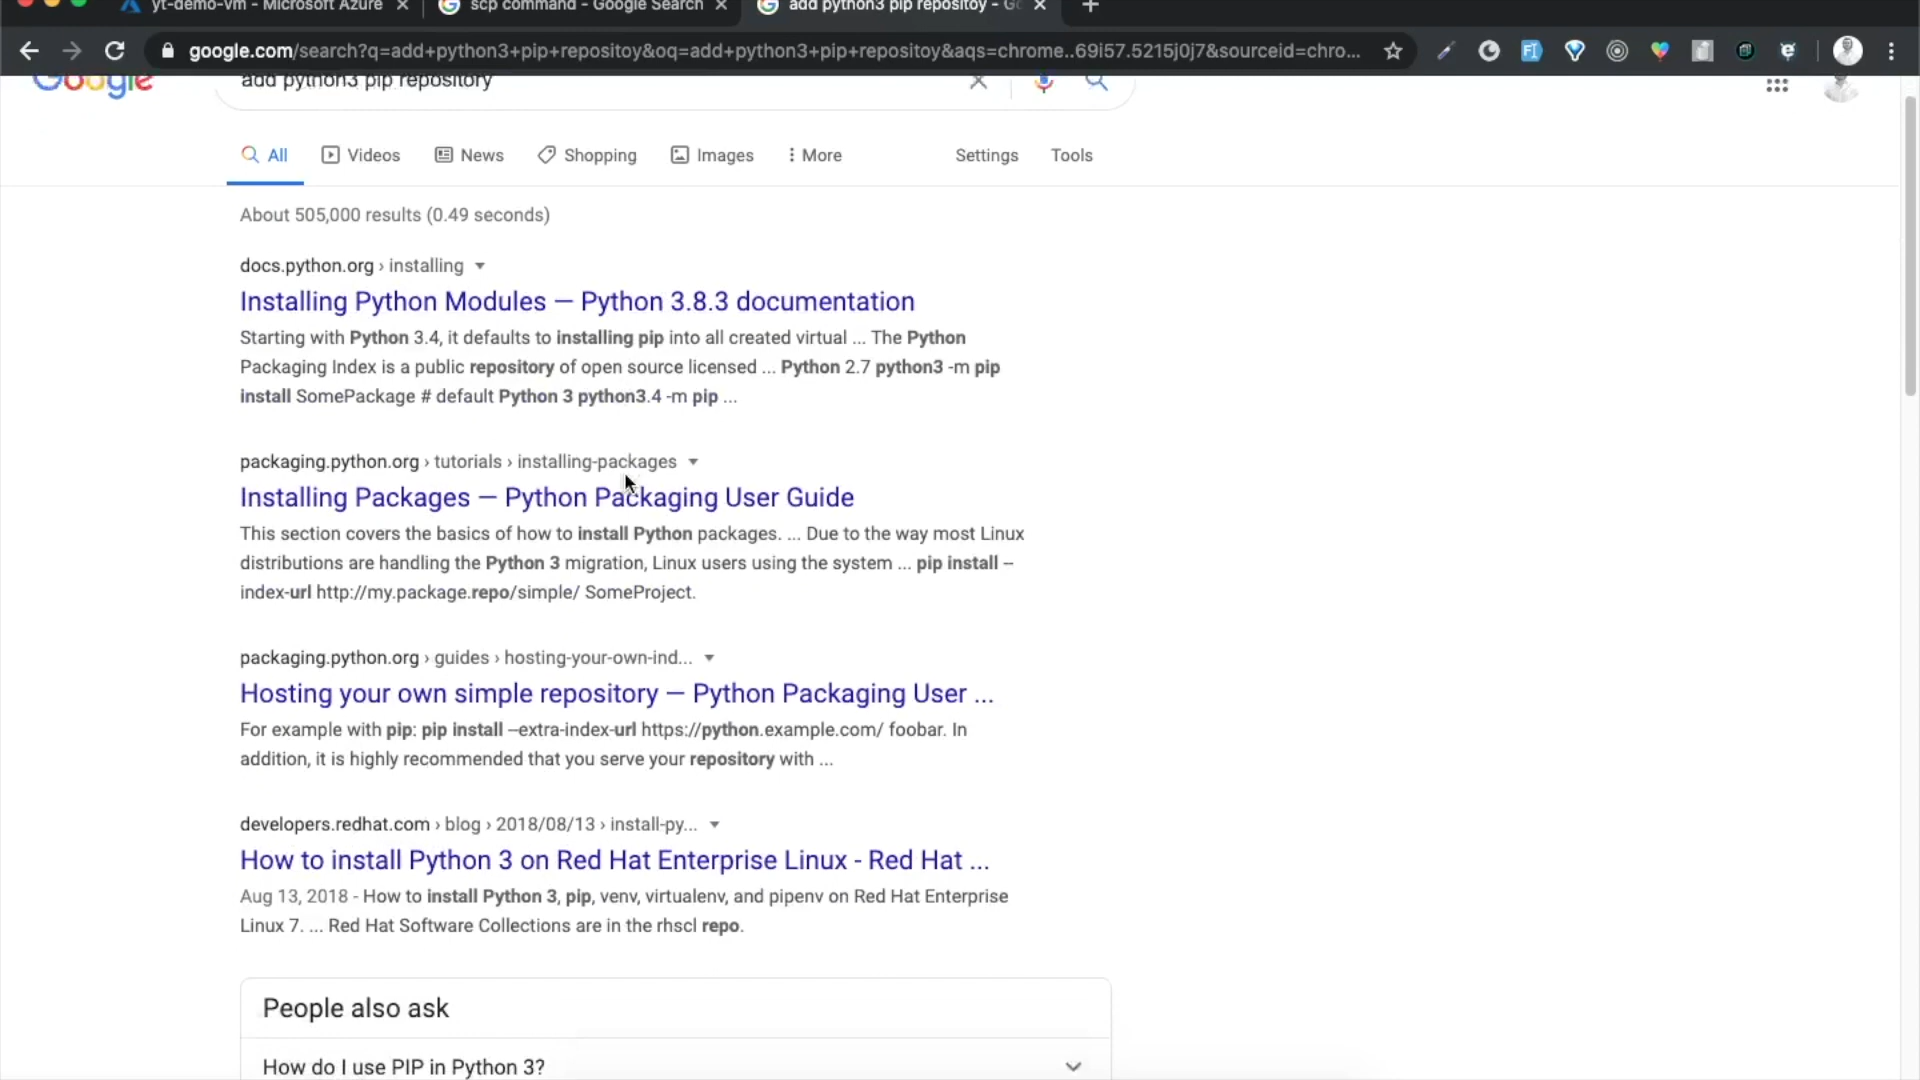 yt-demo-vm - Microsoft Azure
scp command - Google Search
add python3 pip repositoy - Go
google.com/search?q=add+python3+pip+repositoy&oq=add+python3+pip+repositoy&aqs=chrome..69i57.5215j0j7&sourceid=chro...
Google
add python3 pip repository
All
Videos
News
Shopping
Images
More
Settings
Tools
About 505,000 results (0.49 seconds)
docs.python.org › installing
Installing Python Modules — Python 3.8.3 documentation
Starting with Python 3.4, it defaults to installing pip into all created virtual ... The Python
Packaging Index is a public repository of open source licensed ... Python 2.7 python3 -m pip
install SomePackage # default Python 3 python3.4 -m pip ...
packaging.python.org › tutorials › installing-packages
Installing Packages — Python Packaging User Guide
This section covers the basics of how to install Python packages. ... Due to the way most Linux
distributions are handling the Python 3 migration, Linux users using the system ... pip install –
index-url http://my.package.repo/simple/ SomeProject.
packaging.python.org › guides › hosting-your-own-ind...
Hosting your own simple repository — Python Packaging User ...
For example with pip: pip install –extra-index-url https://python.example.com/ foobar. In
addition, it is highly recommended that you serve your repository with ...
developers.redhat.com › blog › 2018/08/13 › install-py...
How to install Python 3 on Red Hat Enterprise Linux - Red Hat ...
Aug 13, 2018 - How to install Python 3, pip, venv, virtualenv, and pipenv on Red Hat Enterprise
Linux 7. ... Red Hat Software Collections are in the rhscl repo.
People also ask
How do I use PIP in Python 3?